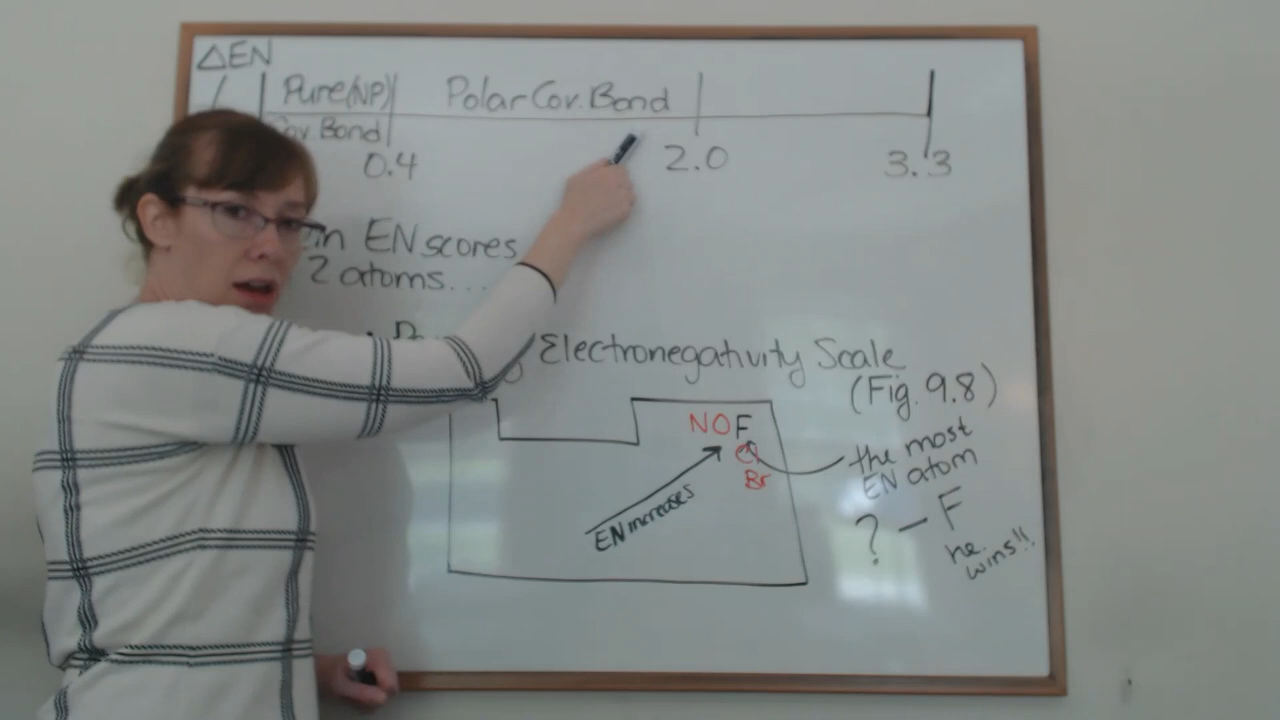 ΔEN
Pure(NP) Polar Cov. Bond
Cov. Bond
0.4 2.0 3.3
in EN scores
2 atoms...
Electronegativity Scale
(Fig. 9.8)
NOF
Cl
Br
EN increases
the most
EN atom
? – F
he
wins!!